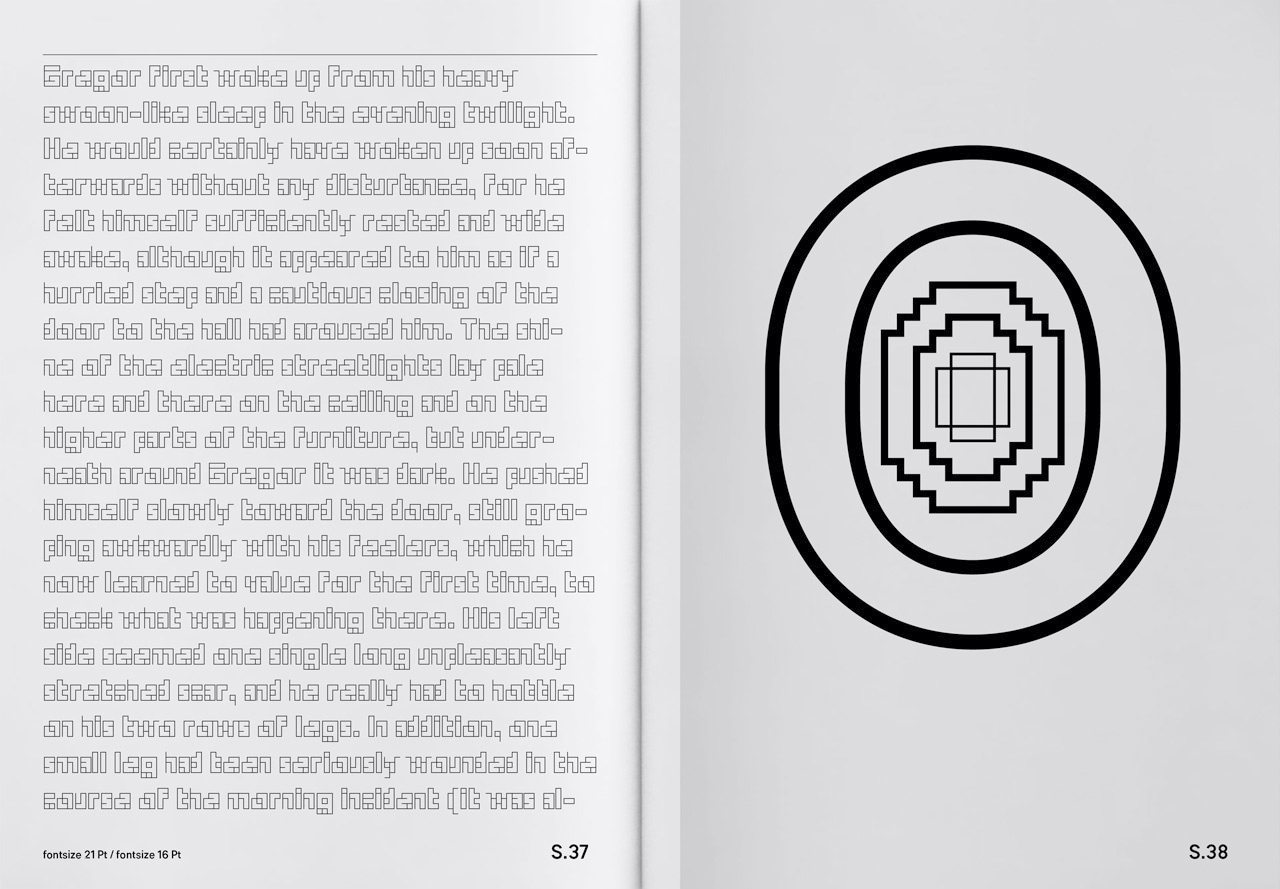 Gregor first woke up from his heavy
swoon-like sleep in the evening twilight.
He would certainly have woken up soon af-
terwards without any disturbance, for he
felt himself sufficiently rested and wide
awake, although it appeared to him as if a
hurried step and a cautious closing of the
door to the hall had aroused him. The shi-
ne of the electric streetlights lay pale
here and there on the ceiling and on the
higher parts of the furniture, but under-
neath around Gregor it was dark. He pushed
himself slowly toward the door, still gro-
ping awkwardly with his feelers, which he
now learned to value for the first time, to
check what was happening there. His left
side seemed one single long unpleasantly
stretched scar, and he really had to hobble
on his two rows of legs. In addition, one
small leg had been seriously wounded in the
course of the morning incident (it was al-
fontsize 21 Pt / fontsize 16 Pt
S.37
S.38